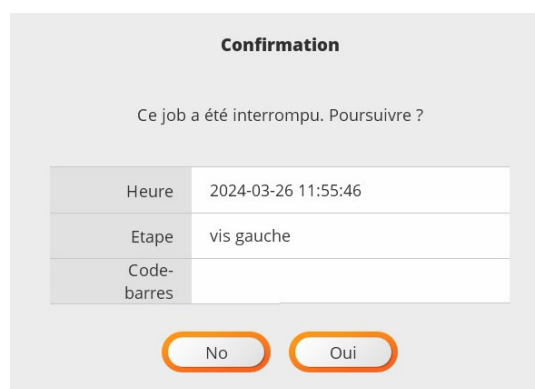 Confirmation
Ce job a été interrompu. Poursuivre ?
Heure 2024-03-26 11:55:46
Etape vis gauche
Code-
barres
No Oui